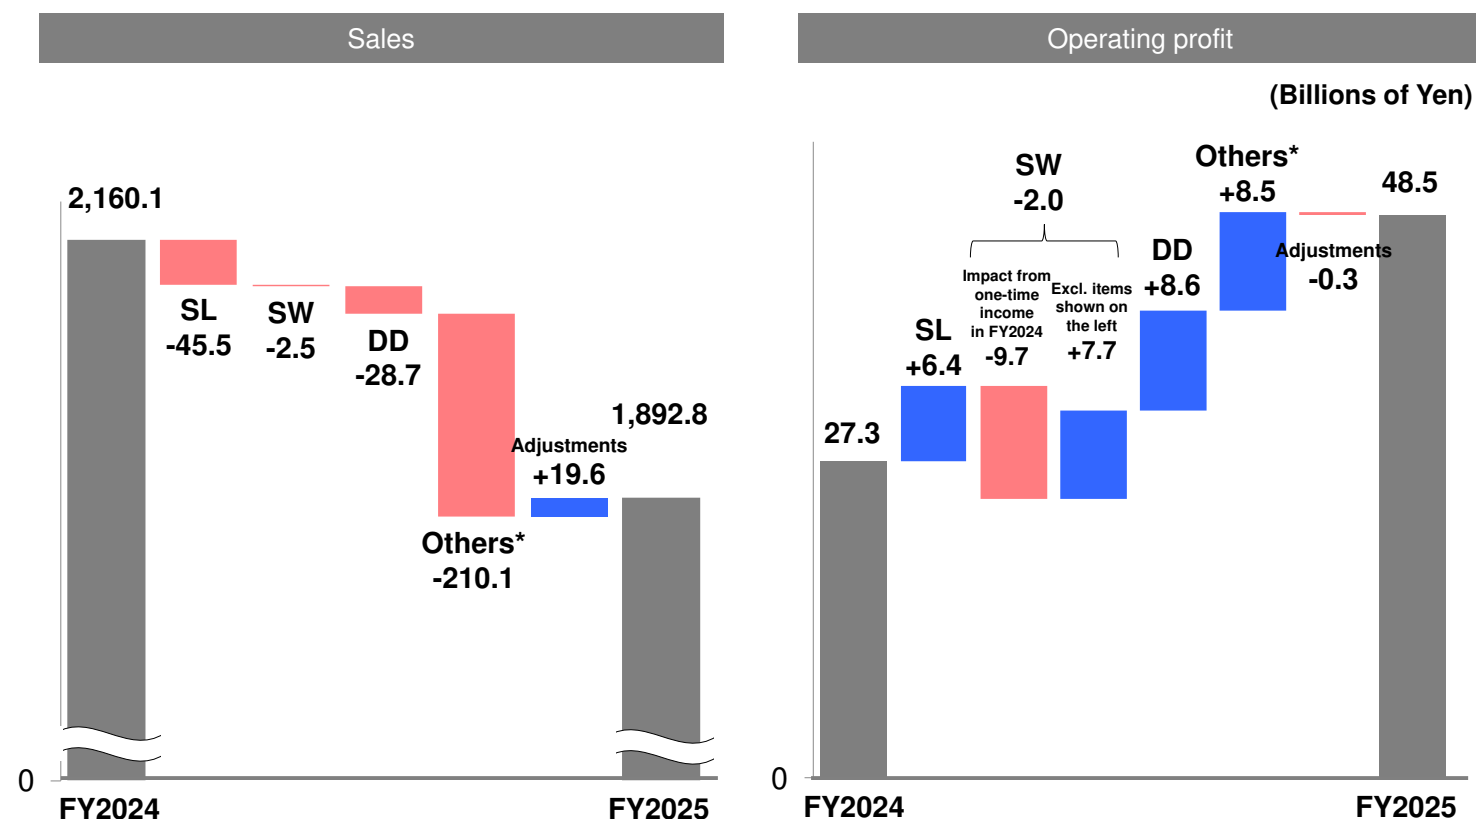 Sales
2,160.1
SL
-45.5
SW
-2.5
DD
-28.7
Others*
-210.1
Adjustments
+19.6
1,892.8
0
FY2024
FY2025
Operating profit
(Billions of Yen)
27.3
SL
+6.4
SW
-2.0
Impact from
one-time
income
in FY2024
-9.7
Excl. items
shown on
the left
+7.7
DD
+8.6
Others*
+8.5
Adjustments
-0.3
48.5
0
FY2024
FY2025